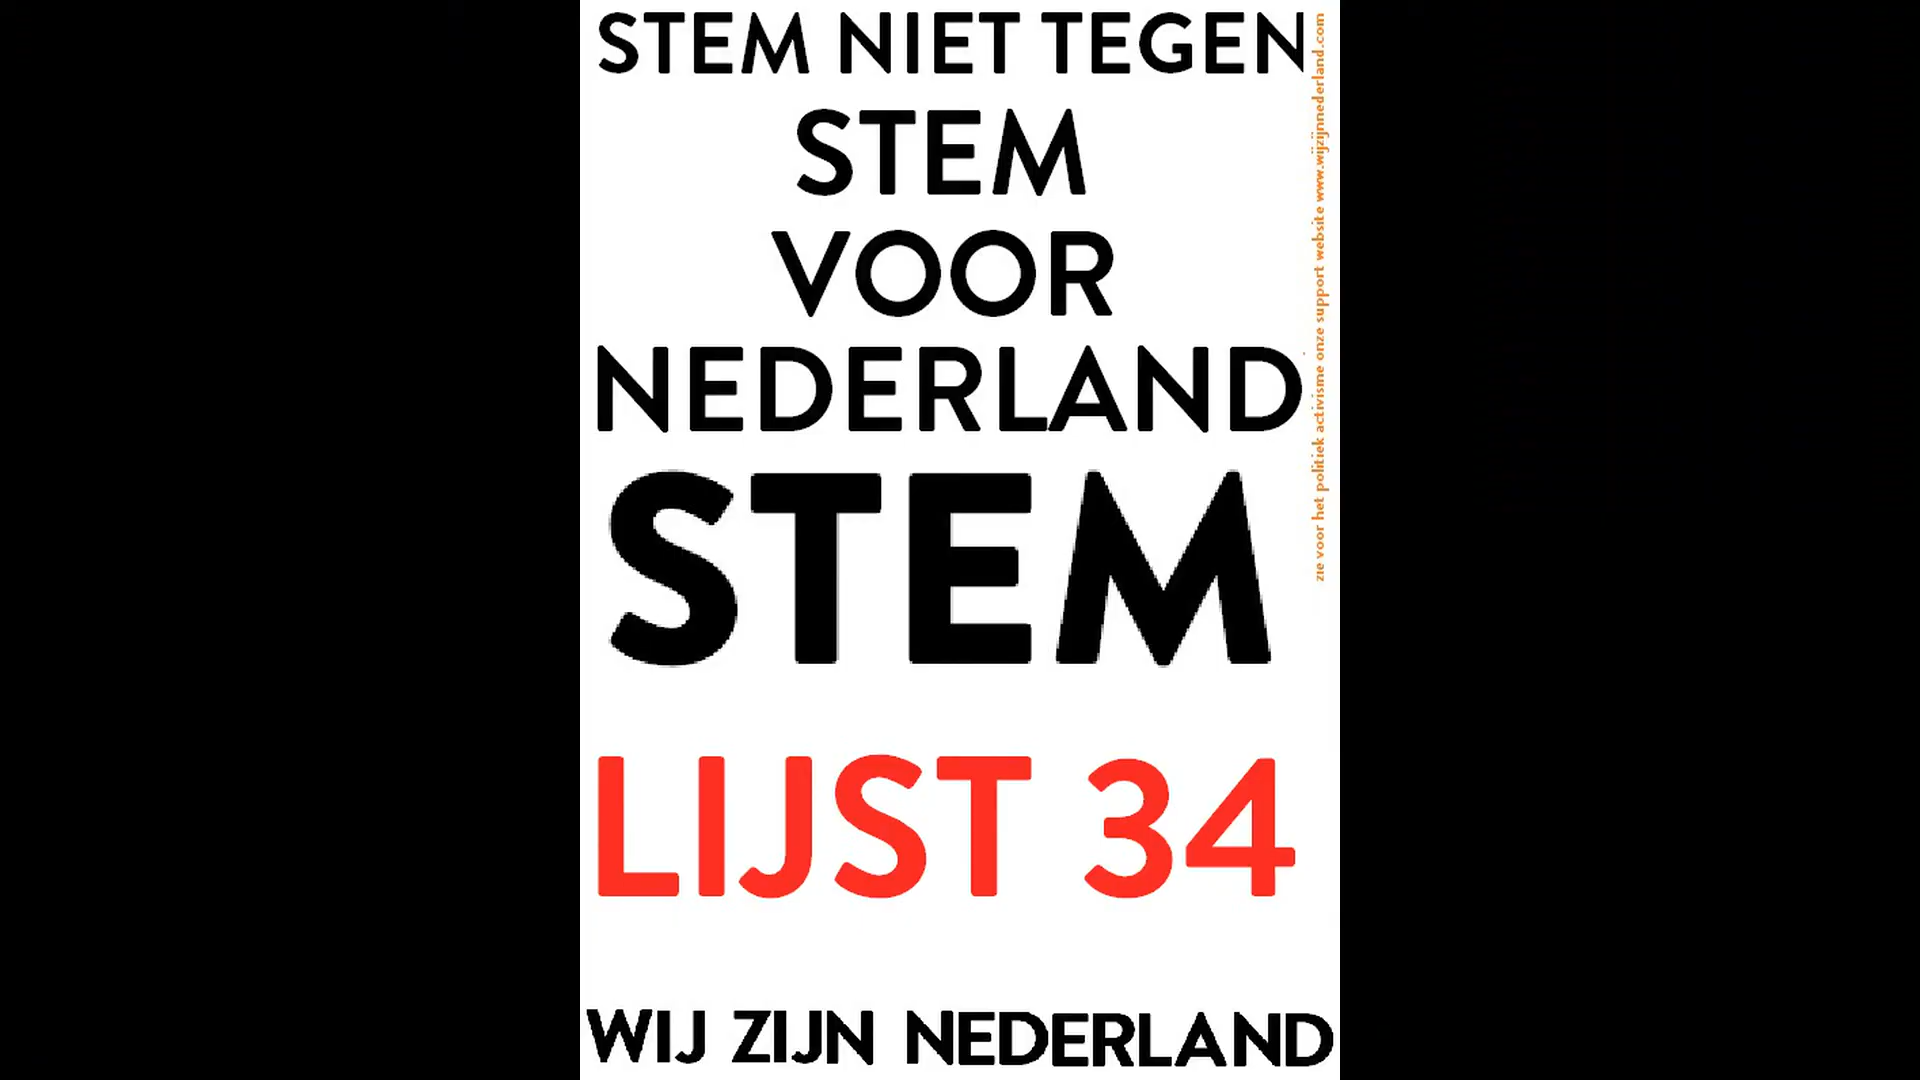 STEM NIET TEGEN
STEM
VOOR
NEDERLAND
STEM
LIJST 34
WIJ ZIJN NEDERLAND
zie voor het politiek activisme onze support website www.wijzijnnederland.com